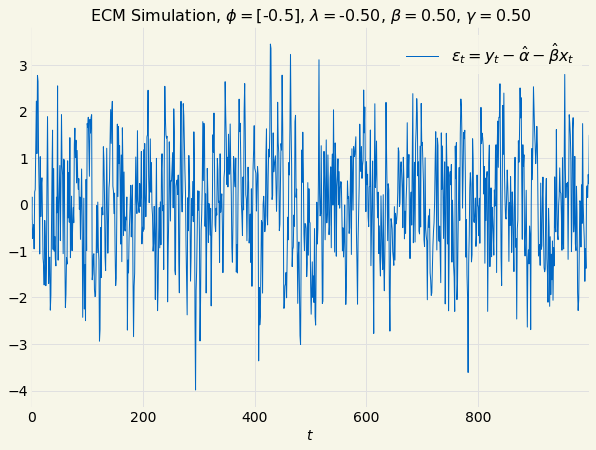 ECM Simulation, ϕ = [-0.5], λ = -0.50, β = 0.50, γ = 0.50
εₜ = yₜ − α̂ − β̂xₜ
3
2
1
0
−1
−2
−3
−4
0 200 400 600 800
t